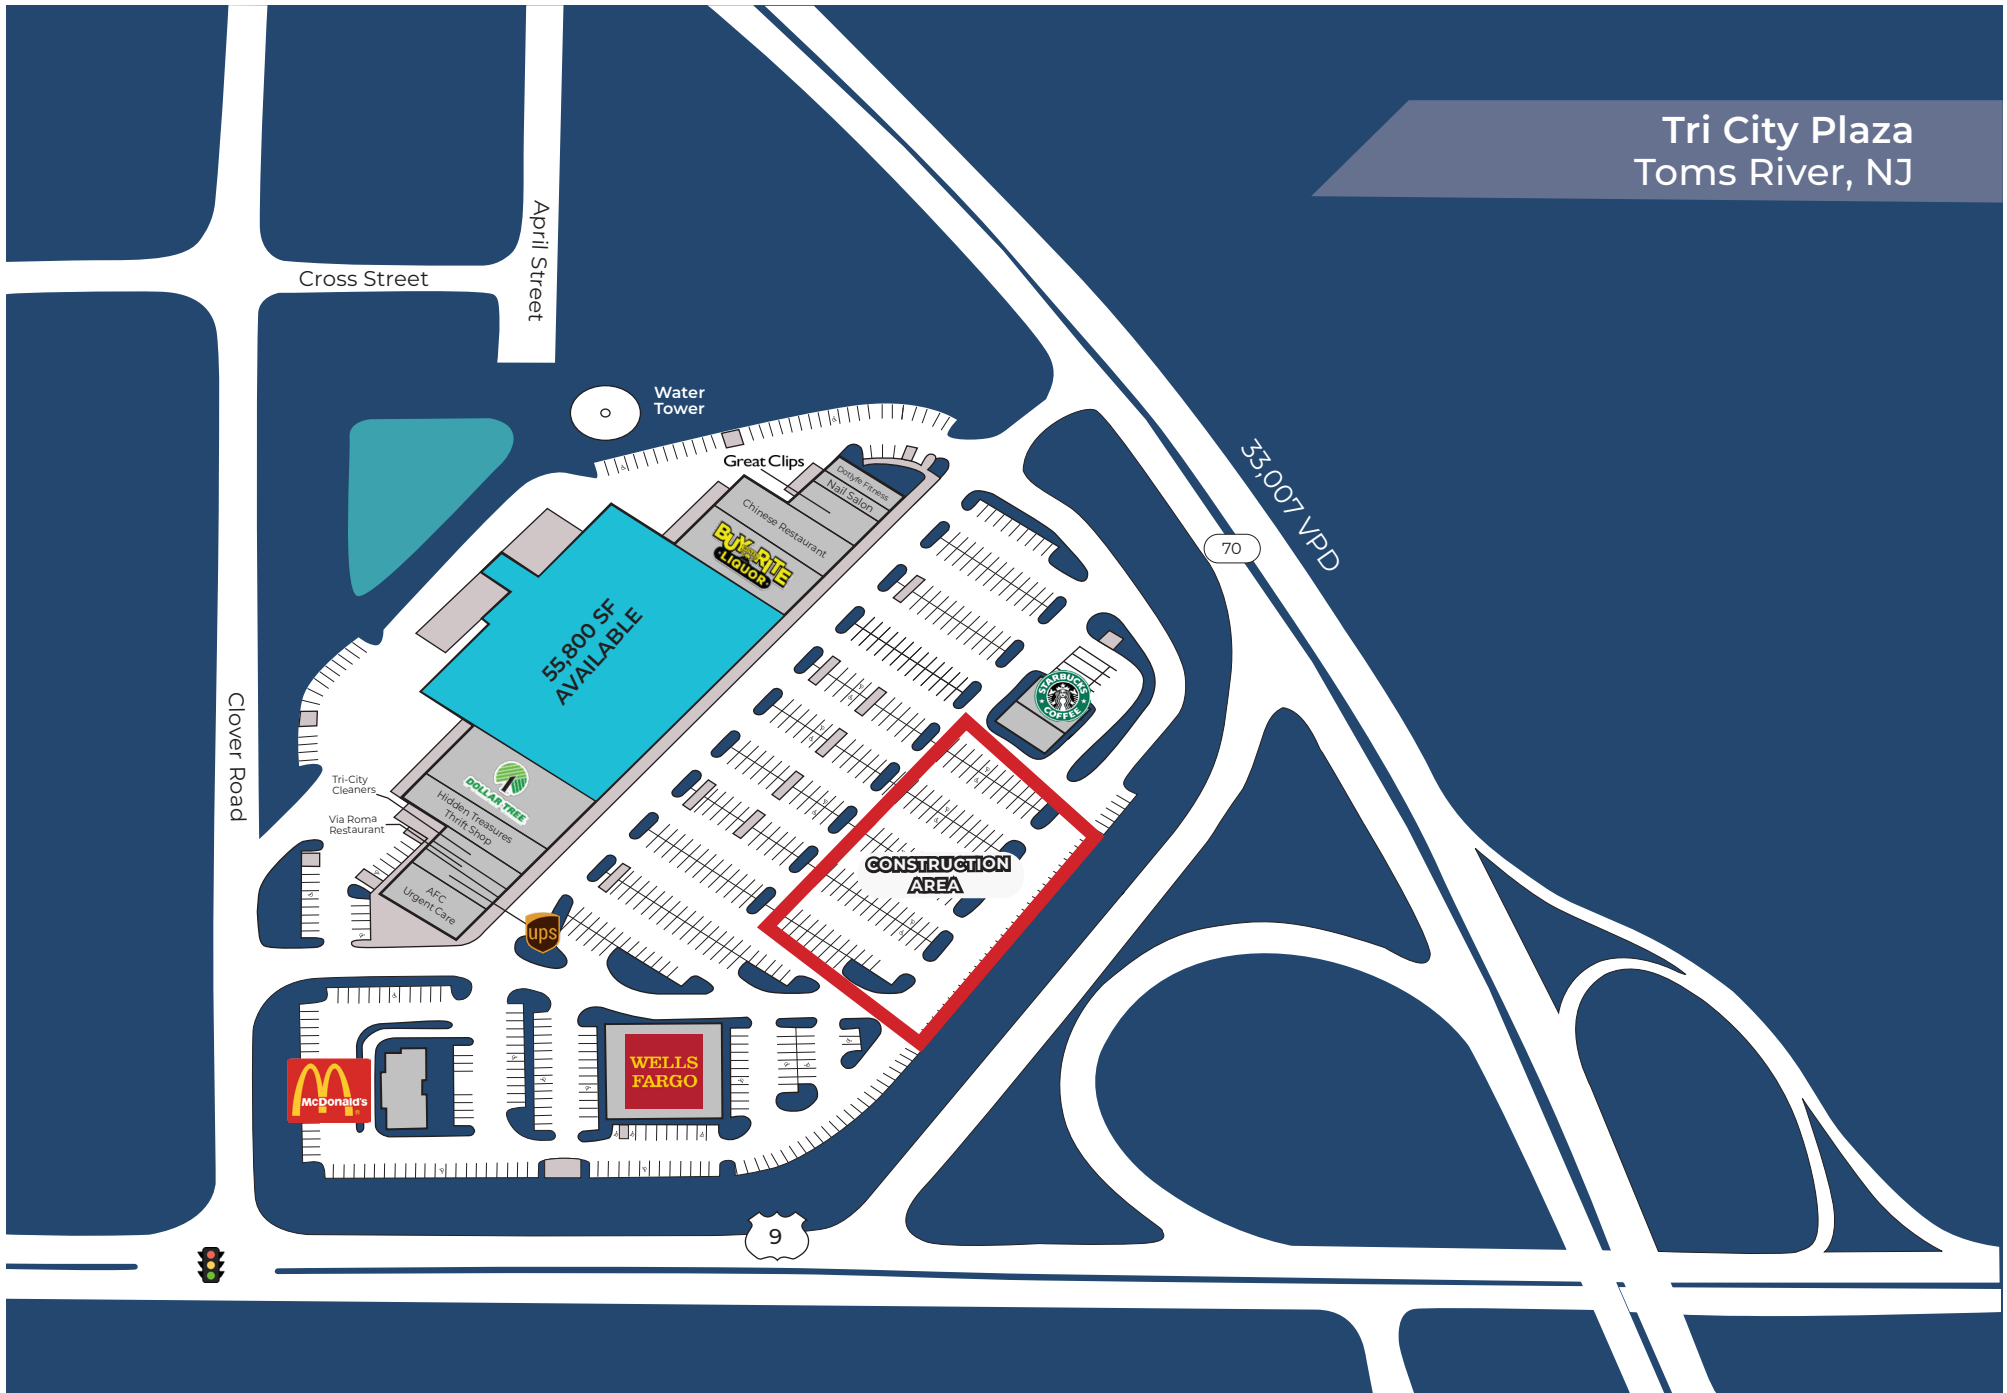 Tri City Plaza
Toms River, NJ
April Street
Cross Street
Water
Tower
33,007 VPD
70
Great Clips
Dotlyfe Fitness
Nail Salon
Chinese Restaurant
BUY-RITE
·LIQUOR·
55,800 SF
AVAILABLE
STARBUCKS
COFFEE
Clover Road
DOLLAR TREE
Tri-City
Cleaners
Hidden Treasures
Thrift Shop
Via Roma
Restaurant
AFC
Urgent Care
CONSTRUCTION
AREA
ups
WELLS
FARGO
McDonald's
9